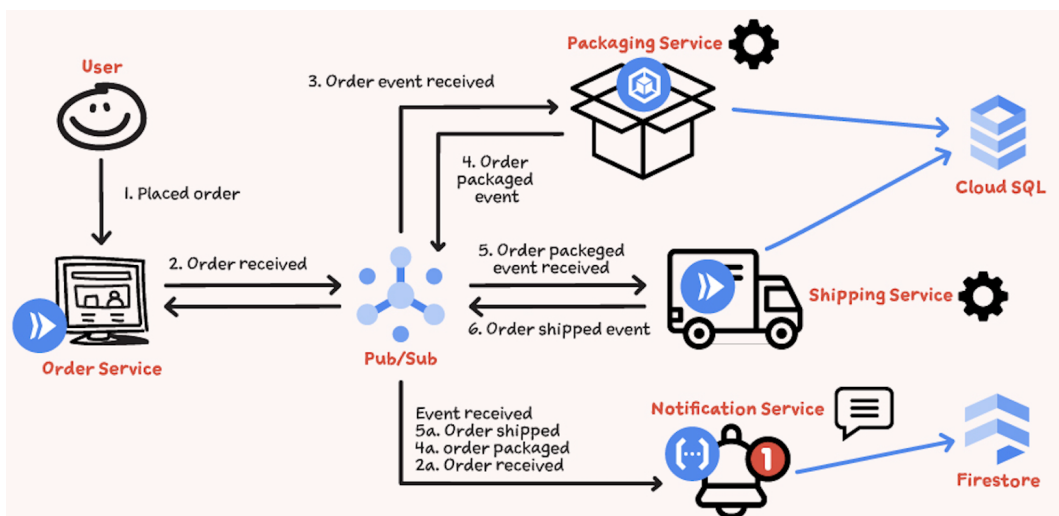 Packaging Service
User
3. Order event received
1. Placed order
4. Order
packaged
event
Cloud SQL
2. Order received
5. Order packeged
event received
Shipping Service
6. Order shipped event
Order Service
Pub/Sub
Event received
5a. Order shipped
4a. order packaged
2a. Order received
Notification Service
1
Firestore